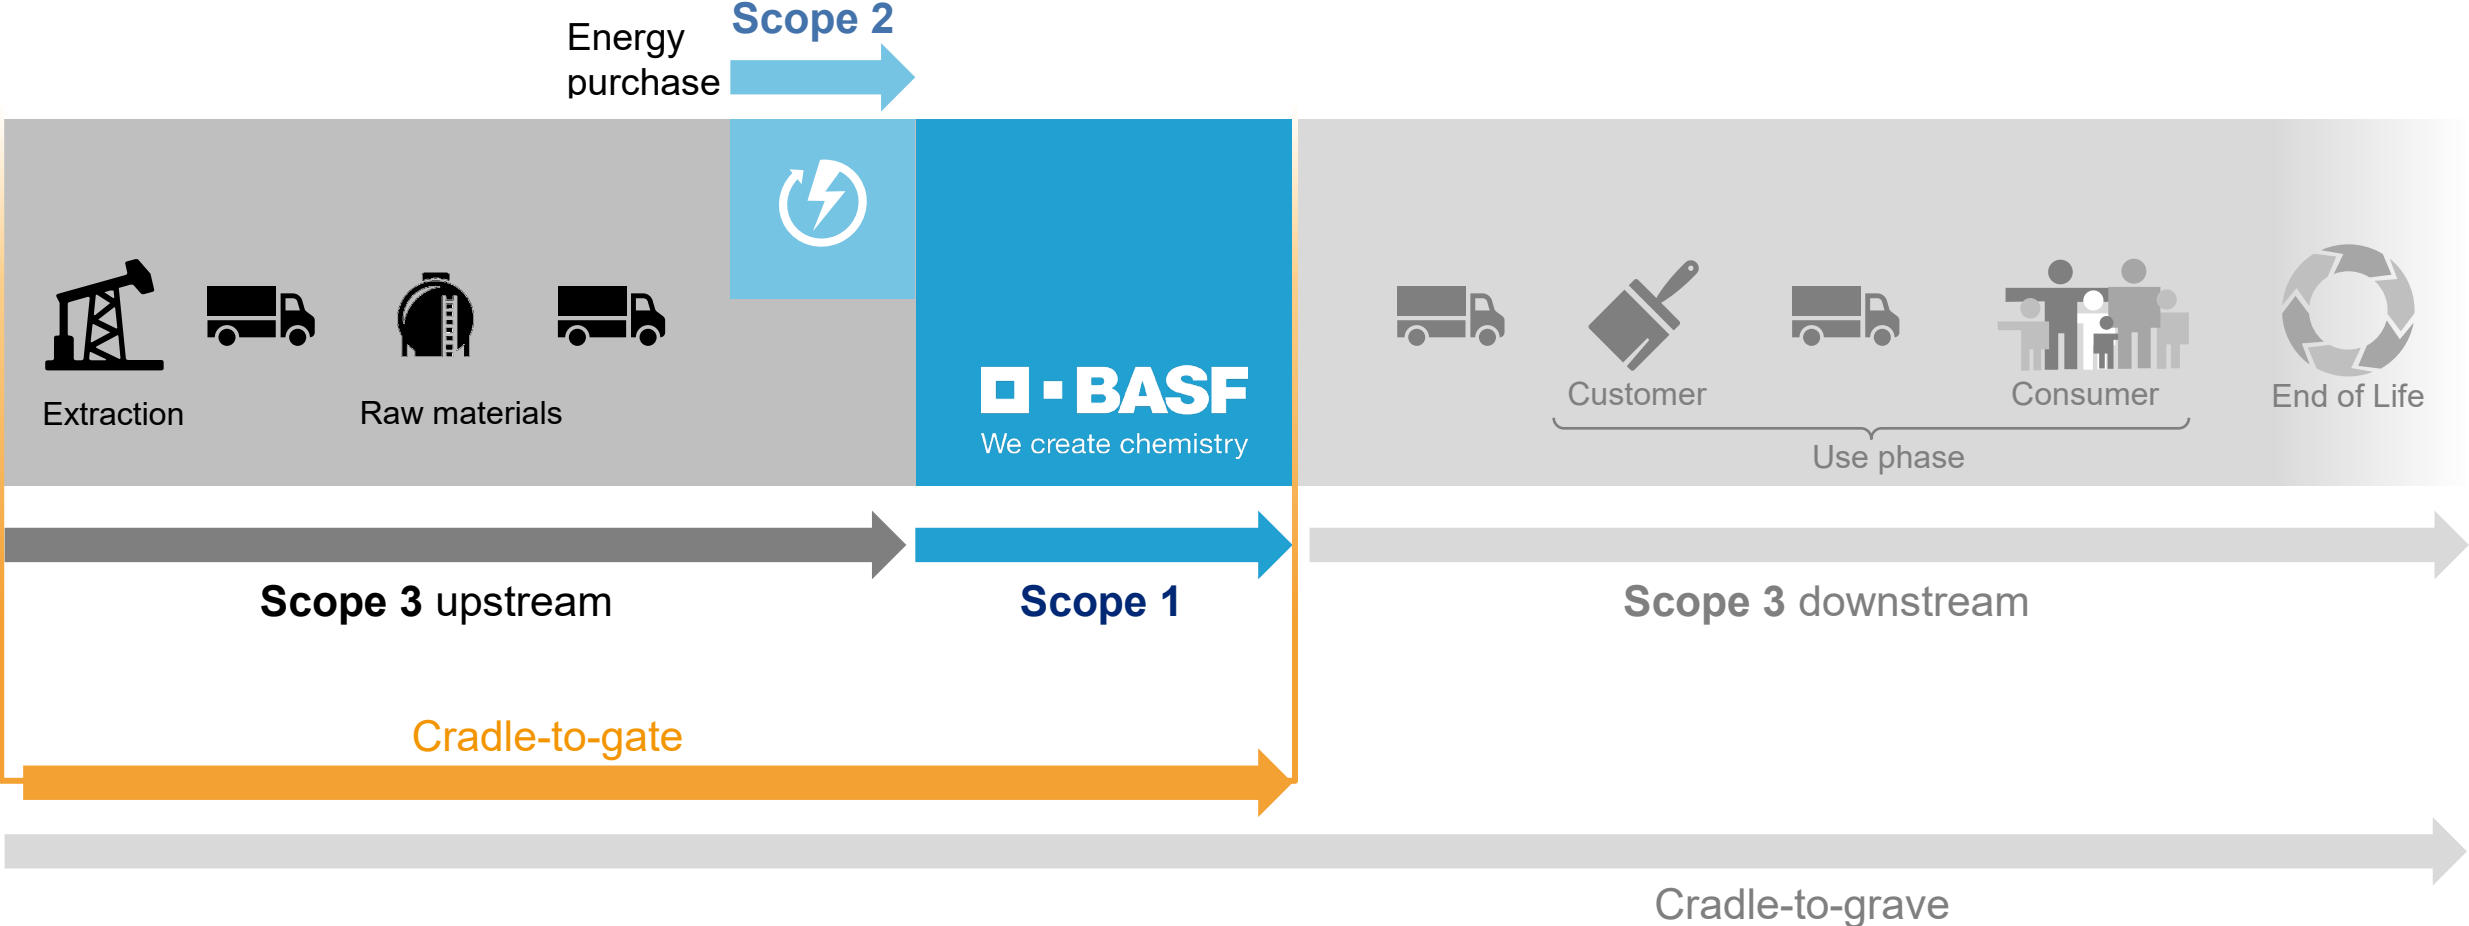 Scope 2
Energy
purchase
BASF
We create chemistry
Extraction
Raw materials
Customer
Consumer
End of Life
Use phase
Scope 3 upstream
Scope 1
Scope 3 downstream
Cradle-to-gate
Cradle-to-grave